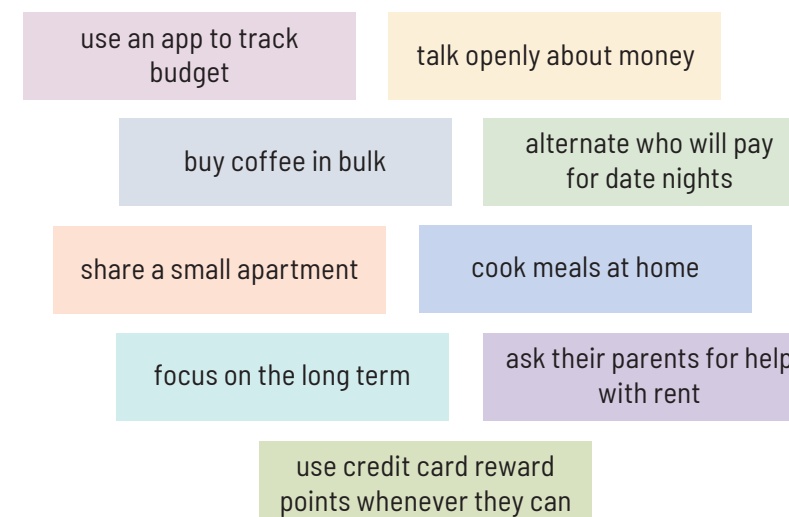 use an app to track
budget
talk openly about money
buy coffee in bulk
alternate who will pay
for date nights
share a small apartment
cook meals at home
focus on the long term
ask their parents for help
with rent
use credit card reward
points whenever they can